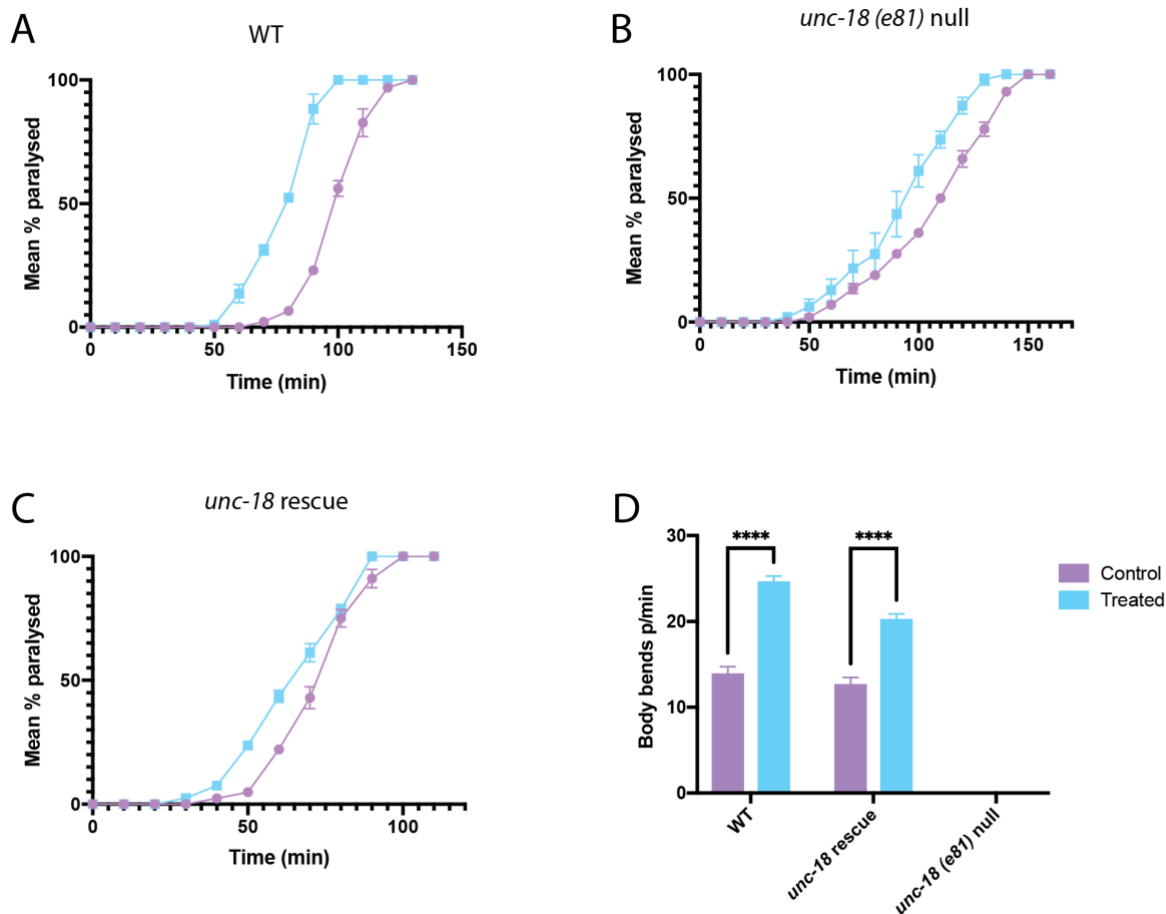 A
WT
100
50
0
Mean % paralysed
0
50
100
150
Time (min)
B
unc-18 (e81) null
100
50
0
Mean % paralysed
0
50
100
150
Time (min)
C
unc-18 rescue
100
50
0
Mean % paralysed
0
50
100
Time (min)
D
30
20
10
0
Body bends p/min
****
****
WT
unc-18 rescue
unc-18 (e81) null
Control
Treated